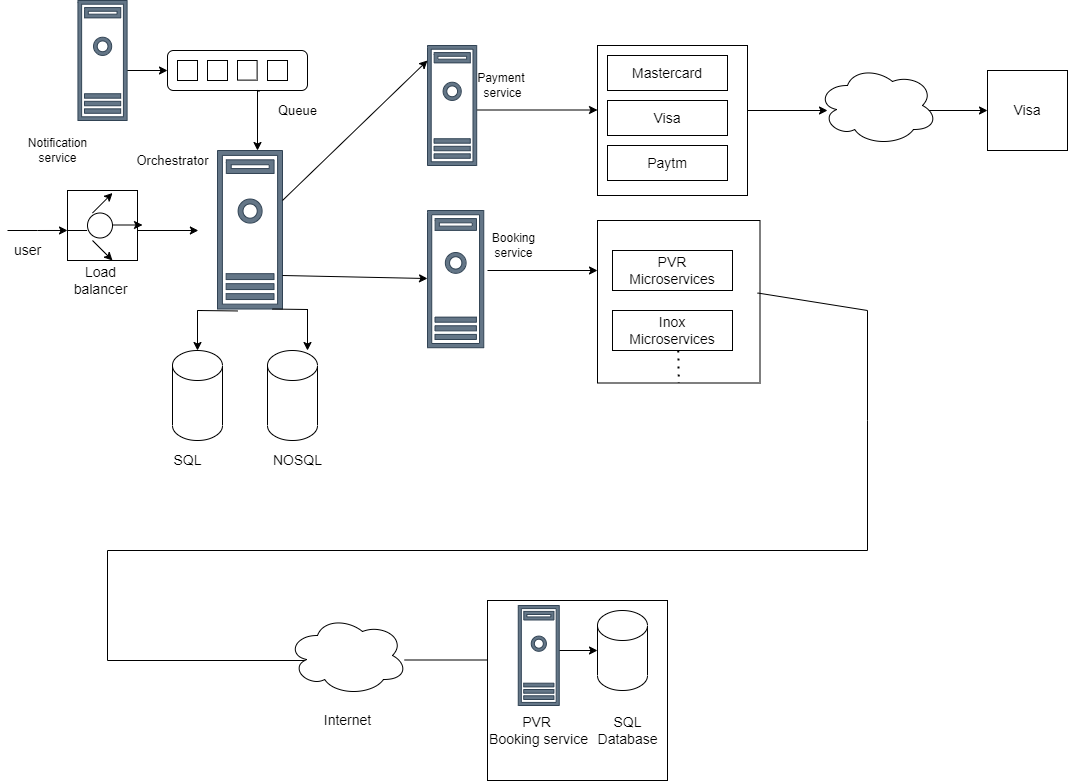 Notification
service
Queue
Orchestrator
user
Load
balancer
SQL
NOSQL
Payment
service
Mastercard
Visa
Paytm
Visa
Booking
service
PVR
Microservices
Inox
Microservices
Internet
PVR
Booking service
SQL
Database